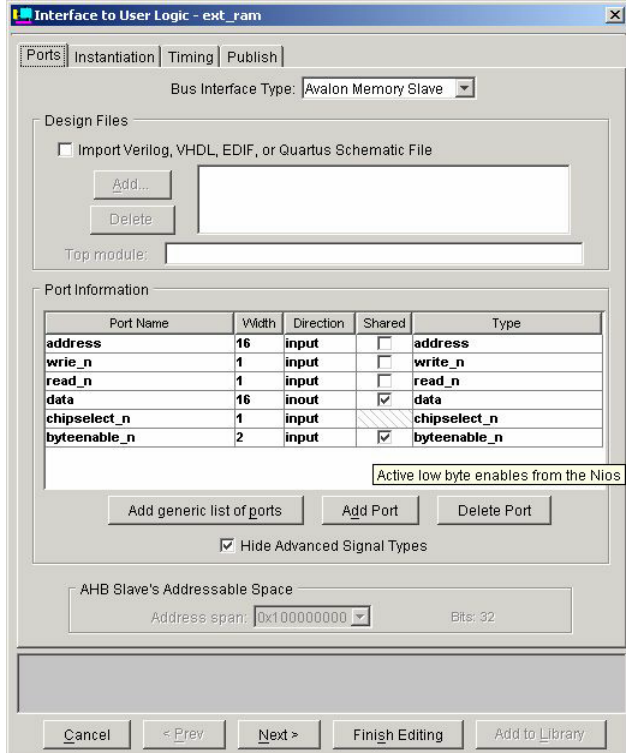 Interface to User Logic - ext_ram
Ports Instantiation Timing Publish
Bus Interface Type: Avalon Memory Slave
Design Files
Import Verilog, VHDL, EDIF, or Quartus Schematic File
Add...
Delete
Top module:
Port Information
Port Name Width Direction Shared Type
address 16 input address
wrie_n 1 input write_n
read_n 1 input read_n
data 16 inout data
chipselect_n 1 input chipselect_n
byteenable_n 2 input byteenable_n
Active low byte enables from the Nios
Add generic list of ports Add Port Delete Port
Hide Advanced Signal Types
AHB Slave's Addressable Space
Address span: 0x100000000 Bits: 32
Cancel < Prev Next > Finish Editing Add to Library